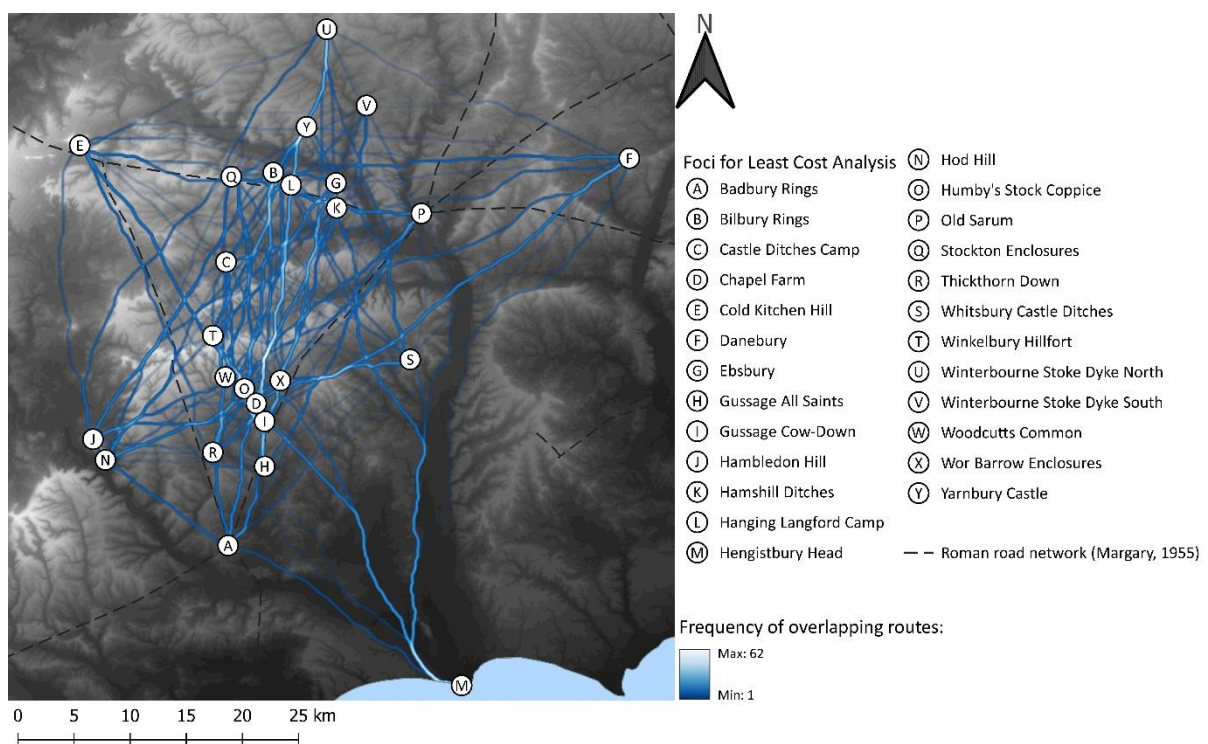 N
U
V
Y
E
F
Q
B
L
G
K
P
C
T
S
W
X
O
D
I
J
N
R
H
A
M
0 5 10 15 20 25 km
Foci for Least Cost Analysis
A Badbury Rings
B Bilbury Rings
C Castle Ditches Camp
D Chapel Farm
E Cold Kitchen Hill
F Danebury
G Ebsbury
H Gussage All Saints
I Gussage Cow-Down
J Hambledon Hill
K Hamshill Ditches
L Hanging Langford Camp
M Hengistbury Head
N Hod Hill
O Humby's Stock Coppice
P Old Sarum
Q Stockton Enclosures
R Thickthorn Down
S Whitsbury Castle Ditches
T Winkelbury Hillfort
U Winterbourne Stoke Dyke North
V Winterbourne Stoke Dyke South
W Woodcutts Common
X Wor Barrow Enclosures
Y Yarnbury Castle
Roman road network (Margary, 1955)
Frequency of overlapping routes:
Max: 62
Min: 1